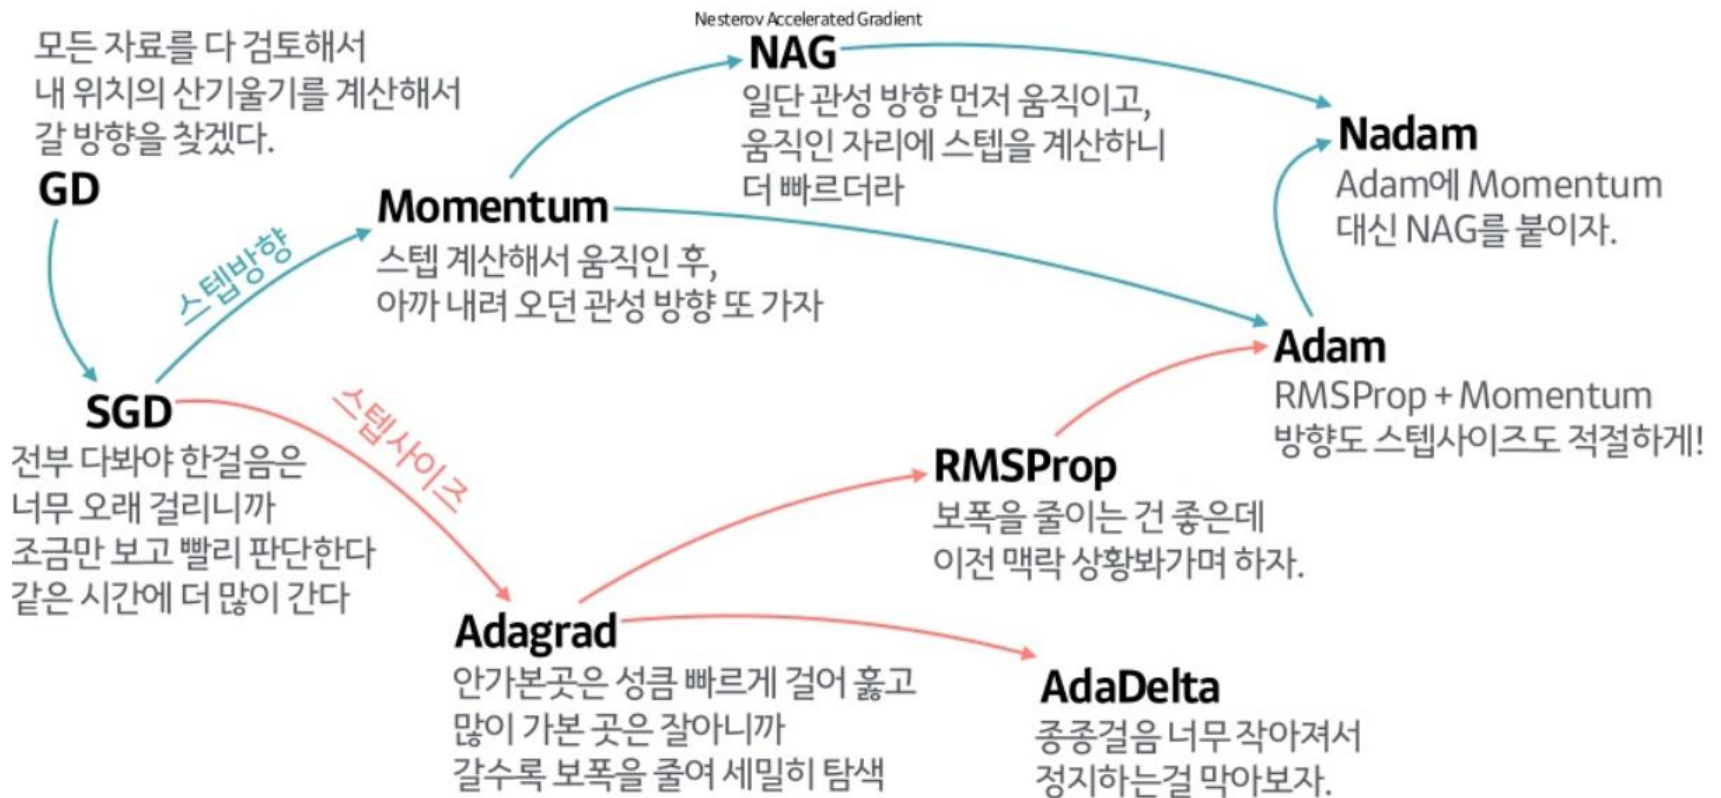 모든 자료를 다 검토해서
내 위치의 산기울기를 계산해서
갈 방향을 찾겠다.
GD
스텝방향
SGD
전부 다봐야 한걸음은
너무 오래 걸리니까
조금만 보고 빨리 판단한다
같은 시간에 더 많이 간다
Momentum
스텝 계산해서 움직인 후,
아까 내려 오던 관성 방향 또 가자
Nesterov Accelerated Gradient
NAG
일단 관성 방향 먼저 움직이고,
움직인 자리에 스텝을 계산하니
더 빠르더라
Nadam
Adam에 Momentum
대신 NAG를 붙이자.
Adam
RMSProp + Momentum
방향도 스텝사이즈도 적절하게!
스텝사이즈
RMSProp
보폭을 줄이는 건 좋은데
이전 맥락 상황봐가며 하자.
Adagrad
안가본곳은 성큼 빠르게 걸어 훓고
많이 가본 곳은 잘아니까
갈수록 보폭을 줄여 세밀히 탐색
AdaDelta
종종걸음 너무 작아져서
정지하는걸 막아보자.